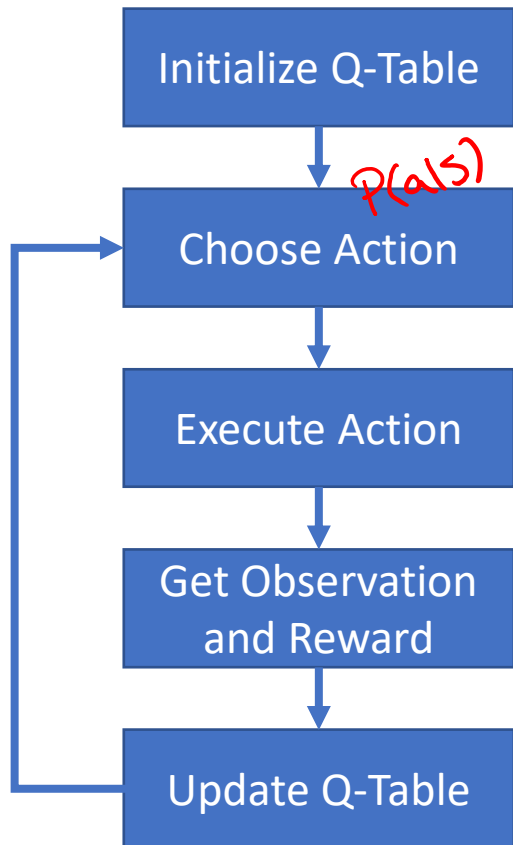 Initialize Q-Table
P(a|s)
Choose Action
Execute Action
Get Observation
and Reward
Update Q-Table